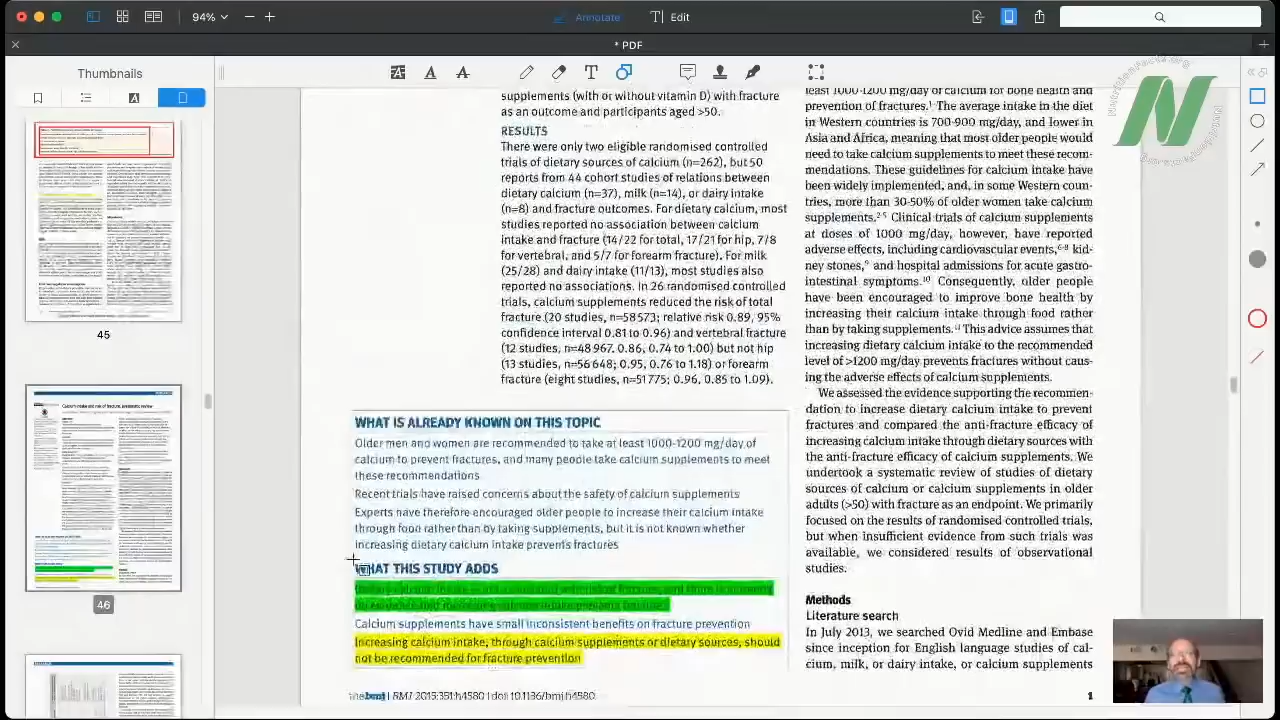 94%
Annotate
Edit
* PDF
Thumbnails
45
46
supplements (with or without vitamin D) with fracture
as an outcome and participants aged >50.
RESULTS
There were only two eligible randomised controlled
trials of dietary sources of calcium (n=262), but 50
reports from 44 cohort studies of relations between
dietary calcium (n=37), milk (n=14), or dairy intake
(n=8) and fracture outcomes. For dietary calcium, most
studies reported no association between calcium
intake and fracture (14/22 for total, 17/21 for hip, 7/8
for vertebral, and 5/7 for forearm fracture). For milk
(25/28) and dairy intake (11/13), most studies also
reported no associations. In 26 randomised controlled
trials, calcium supplements reduced the risk of total
fracture (20 studies, n=58 573; relative risk 0.89, 95%
confidence interval 0.81 to 0.96) and vertebral fracture
(12 studies, n=48 967. 0.86, 0.74 to 1.00) but not hip
(13 studies, n=56 648; 0.95, 0.76 to 1.18) or forearm
fracture (eight studies, n=51 775; 0.96, 0.85 to 1.09).
WHAT IS ALREADY KNOWN ON THIS TOPIC
Older men and women are recommended to take at least 1000-1200 mg/day of
calcium to prevent fractures, and many people take calcium supplements to meet
these recommendations
Recent trials have raised concerns about the safety of calcium supplements
Experts have therefore encouraged older people to increase their calcium intake
through food rather than by taking supplements, but it is not known whether
increasing dietary calcium intake prevents fractures
WHAT THIS STUDY ADDS
Dietary calcium intake is not associated with risk of fracture, and there is currently
no evidence that increasing calcium intake prevents fractures
Calcium supplements have small inconsistent benefits on fracture prevention
Increasing calcium intake, through calcium supplements or dietary sources, should
not be recommended for fracture prevention
least 1000-1200 mg/day of calcium for bone health and
prevention of fractures. The average intake in the diet
in Western countries is 700-900 mg/day, and lower in
Asia and Africa, meaning that most older people would
need to take calcium supplements to meet these recom-
mendations. These guidelines for calcium intake have
been widely implemented and in some Western coun-
tries more than 30-50% of older women take calcium
supplements. Clinical trials of calcium supplements
at doses of 1000 mg/day, however, have reported
adverse effects, including cardiovascular events, kid-
ney stones, and hospital admissions for acute gastro-
intestinal symptoms. Consequently, older people
have been encouraged to improve bone health by
increasing their calcium intake through food rather
than by taking supplements. This advice assumes that
increasing dietary calcium intake to the recommended
level of >1200 mg/day prevents fractures without caus-
ing the adverse effects of calcium supplements.
We assessed the evidence underlying recommen-
dations to increase dietary calcium intake to prevent
fractures and compared the anti-fracture efficacy of
increasing calcium intake through dietary sources with
the anti-fracture efficacy of calcium supplements. We
undertook a systematic review of studies of dietary
sources of calcium or calcium supplements in older
adults (>50) with fracture as an endpoint. We primarily
focused on the results of randomised controlled trials,
but because insufficient evidence from such trials was
available, we considered results of observational
studies.
Methods
Literature search
In July 2013, we searched Ovid Medline and Embase
since inception for English language studies of cal-
cium, milk or dairy intake, or calcium supplements
1
NutritionFacts.org